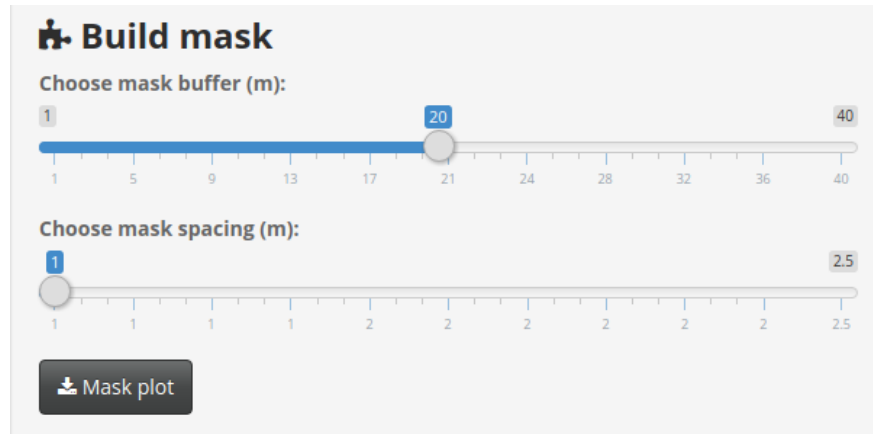 Build mask
Choose mask buffer (m):
1 20 40
1 5 9 13 17 21 24 28 32 36 40
Choose mask spacing (m):
1 2.5
1 1 1 1 2 2 2 2 2 2 2.5
Mask plot